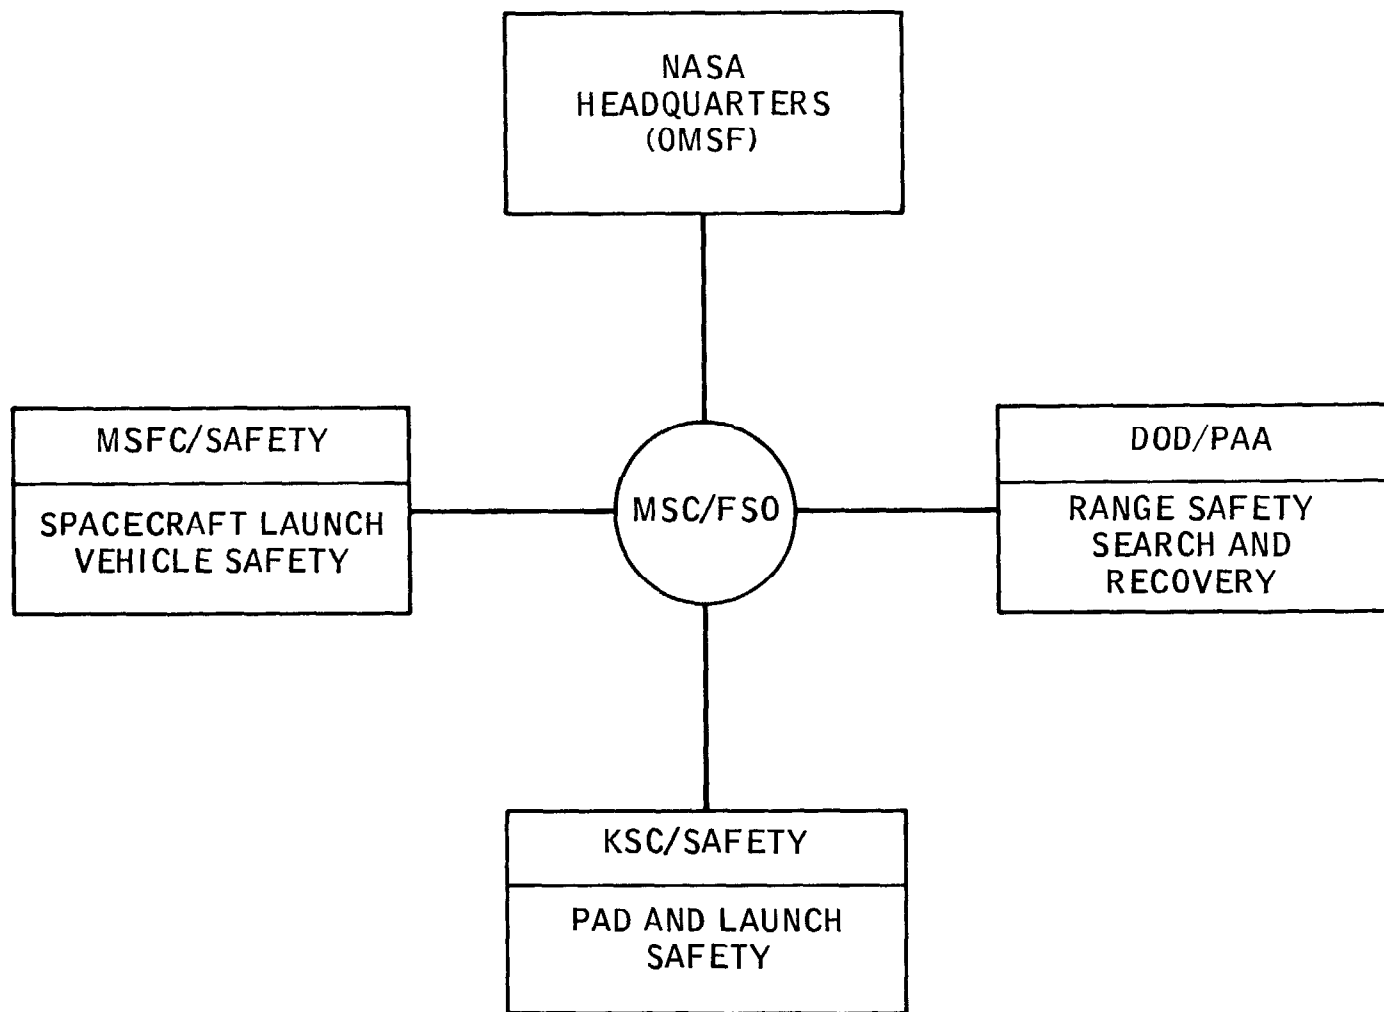 NASA
HEADQUARTERS
(OMSF)
MSFC/SAFETY
SPACECRAFT LAUNCH
VEHICLE SAFETY
MSC/FSO
DOD/PAA
RANGE SAFETY
SEARCH AND
RECOVERY
KSC/SAFETY
PAD AND LAUNCH
SAFETY